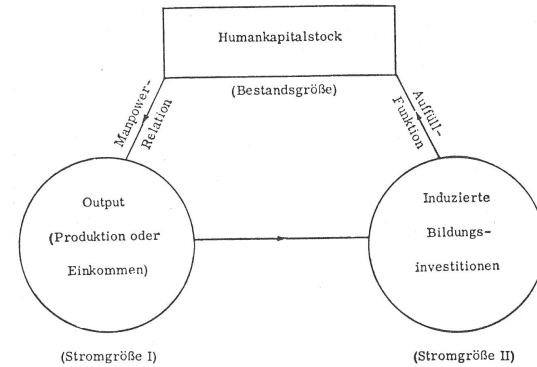 Humankapitalstock
(Bestandsgröße)
Manpower-
Relation
Auffüll-
Funktion
Output
(Produktion oder
Einkommen)
Induzierte
Bildungs-
investitionen
(Stromgröße I)
(Stromgröße II)